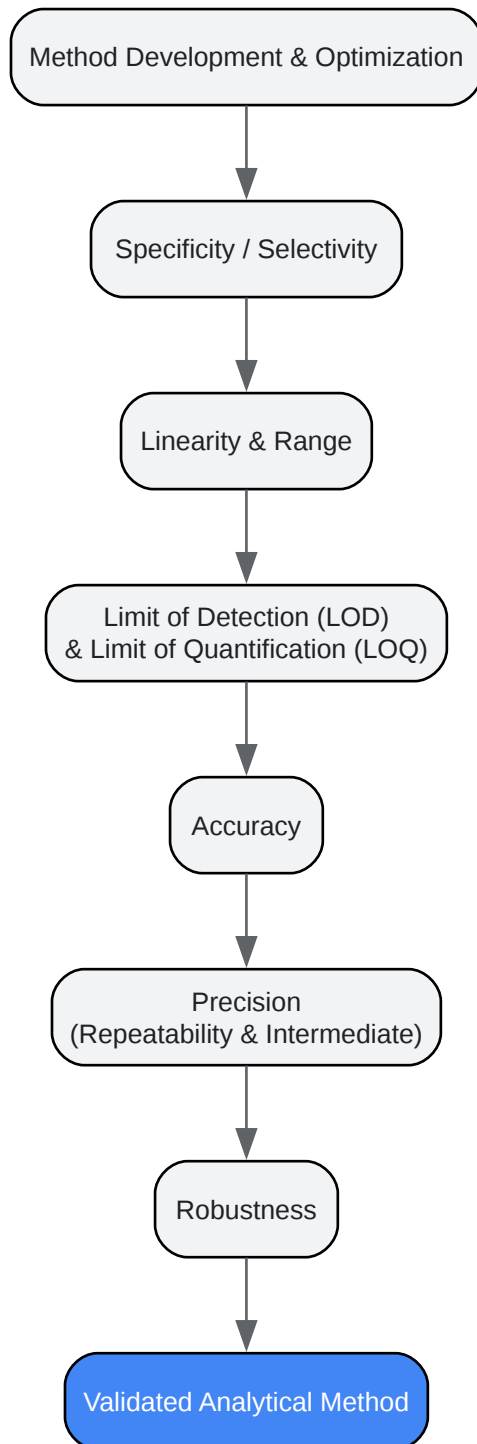 Method Development & Optimization
Specificity / Selectivity
Linearity & Range
Limit of Detection (LOD)
& Limit of Quantification (LOQ)
Accuracy
Precision
(Repeatability & Intermediate)
Robustness
Validated Analytical Method